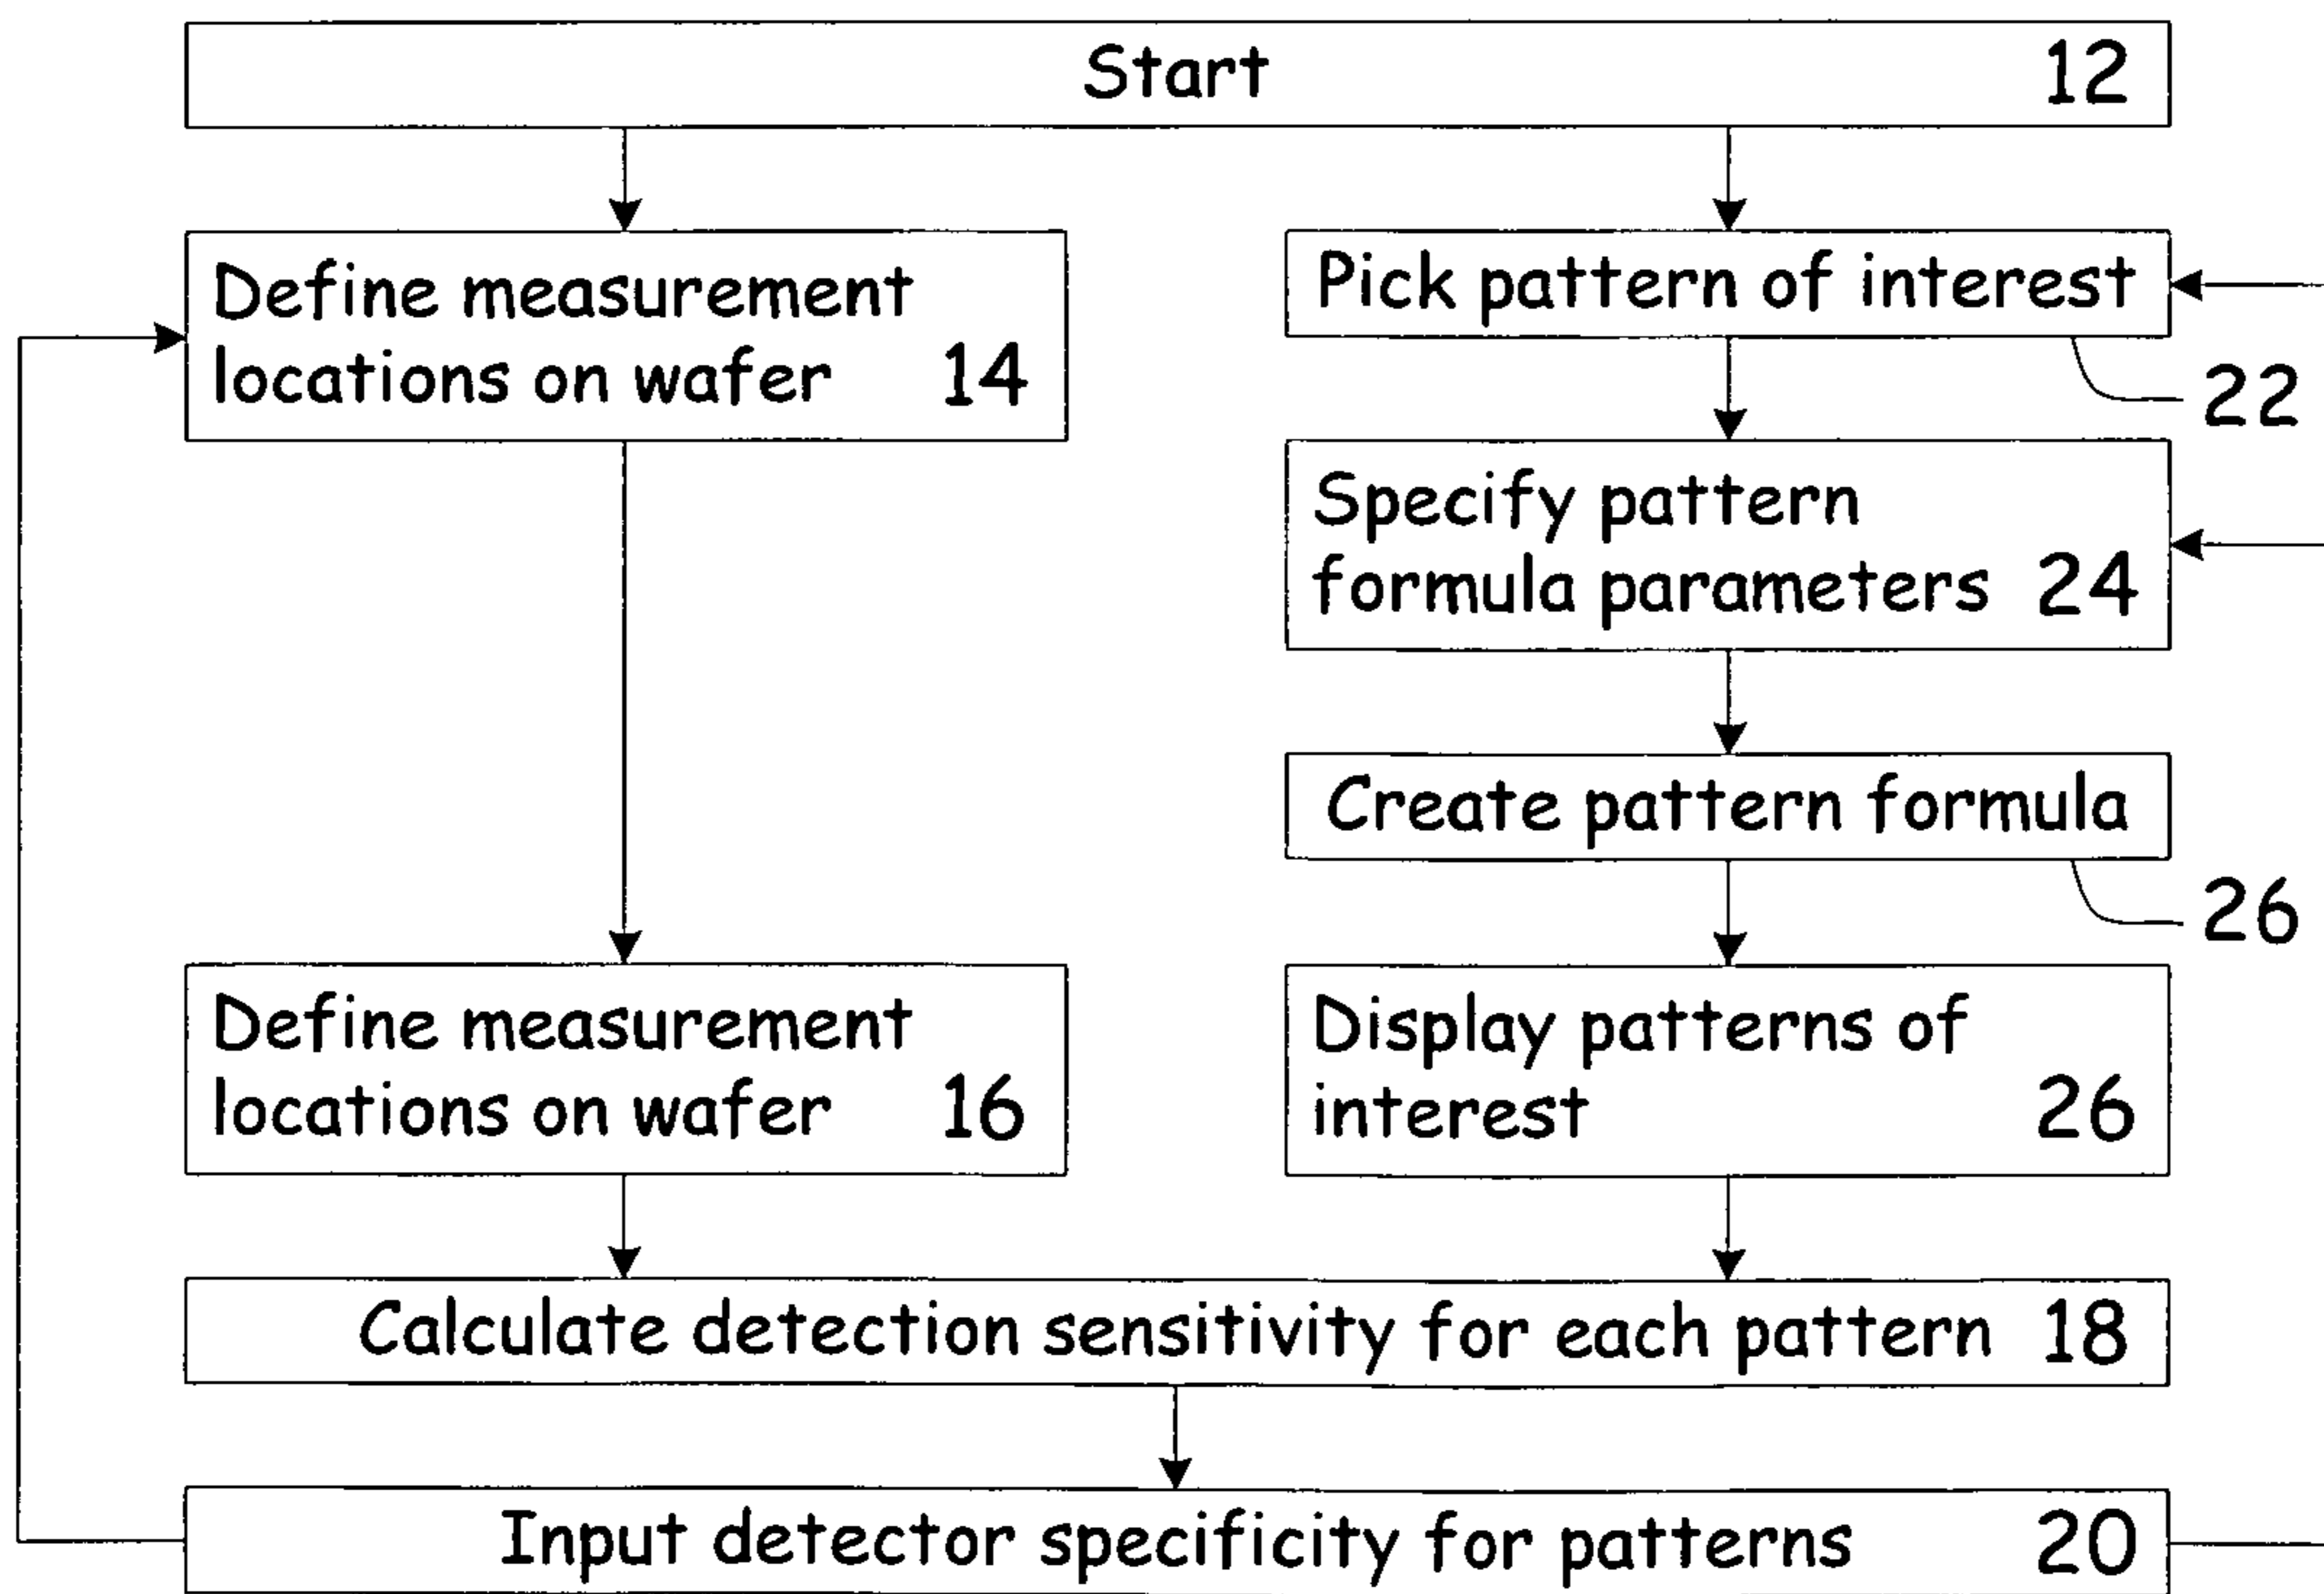 Start 12
Define measurement
locations on wafer 14
Pick pattern of interest
22
Specify pattern
formula parameters 24
Create pattern formula
26
Define measurement
locations on wafer 16
Display patterns of
interest 26
Calculate detection sensitivity for each pattern 18
Input detector specificity for patterns 20